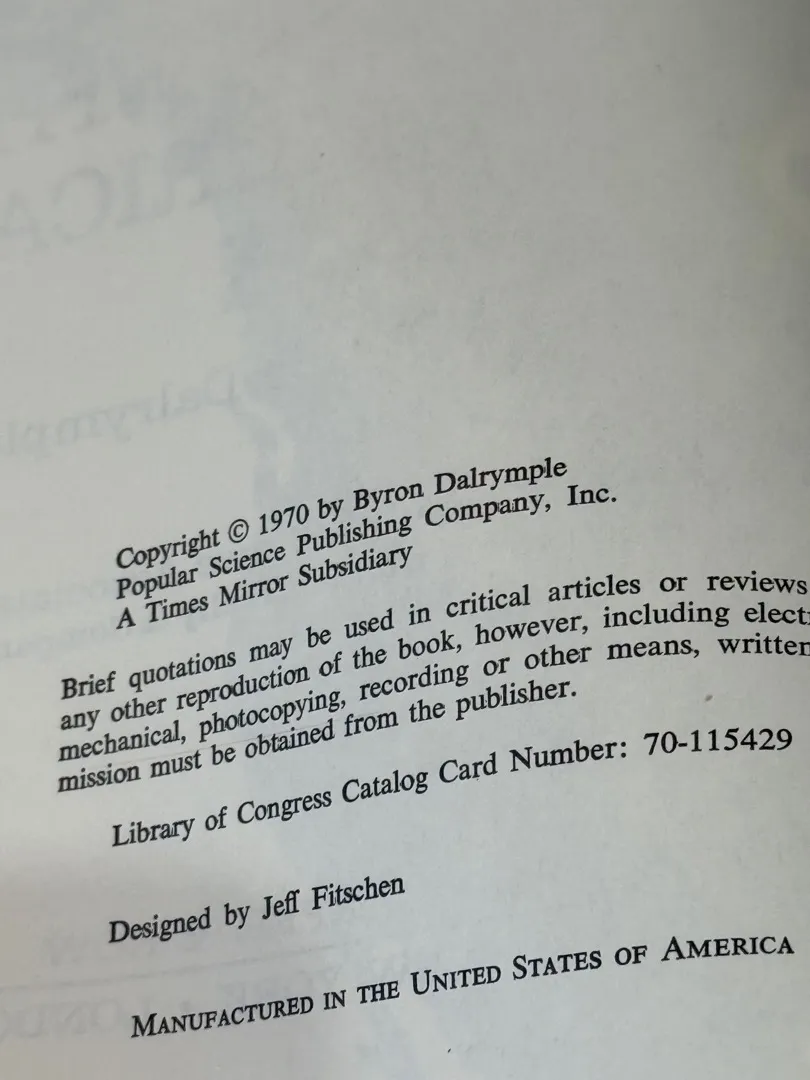 Copyright © 1970 by Byron Dalrymple
Popular Science Publishing Company, Inc.
A Times Mirror Subsidiary
Brief quotations may be used in critical articles or reviews
any other reproduction of the book, however, including elect
mechanical, photocopying, recording or other means, written
mission must be obtained from the publisher.
Library of Congress Catalog Card Number: 70-115429
Designed by Jeff Fitschen
MANUFACTURED IN THE UNITED STATES OF AMERICA